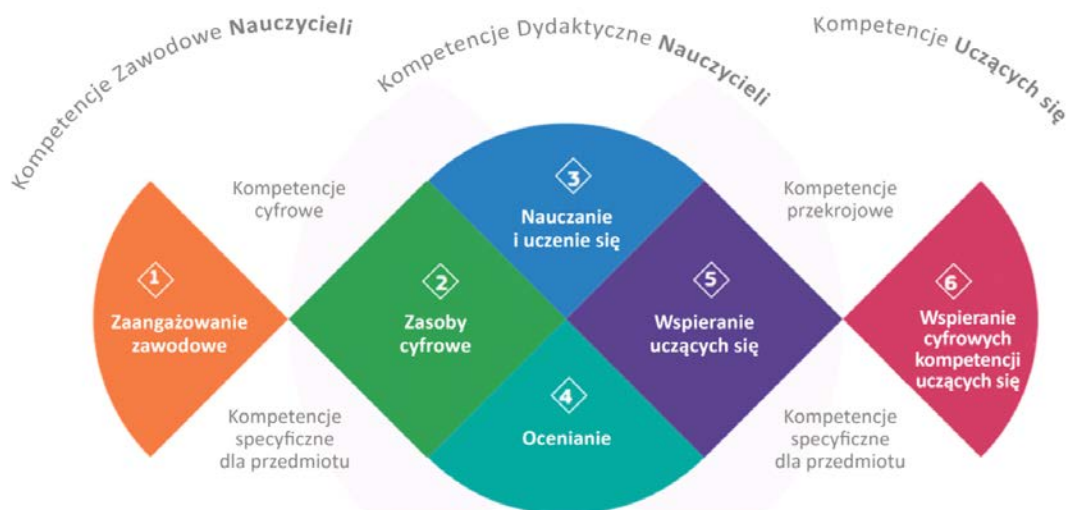 Kompetencje Zawodowe Nauczycieli
Kompetencje Dydaktyczne Nauczycieli
Kompetencje Uczących się
Kompetencje
cyfrowe
Kompetencje
przekrojowe
1
Zaangażowanie
zawodowe
2
Zasoby
cyfrowe
3
Nauczanie
i uczenie się
4
Ocenianie
5
Wspieranie
uczących się
6
Wspieranie
cyfrowych
kompetencji
uczących się
Kompetencje
specyficzne
dla przedmiotu
Kompetencje
specyficzne
dla przedmiotu